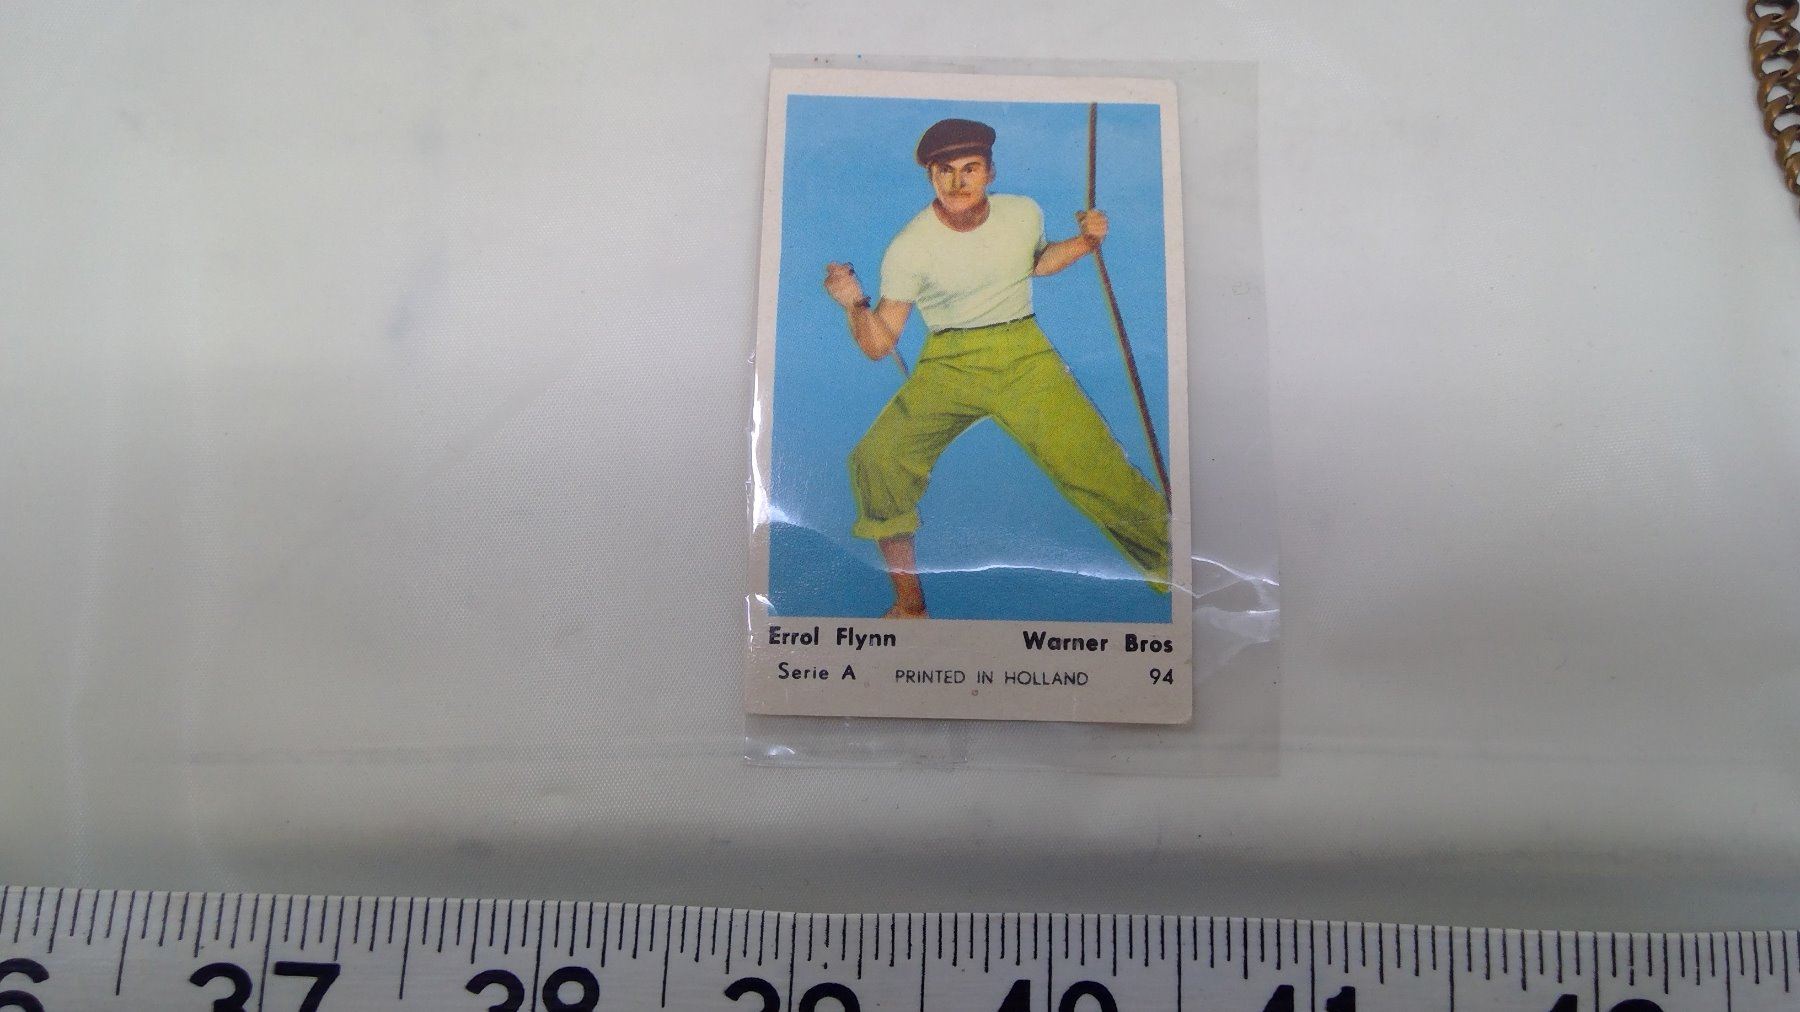 Errol Flynn Warner Bros
Serie A PRINTED IN HOLLAND 94
37 38 39 40 41